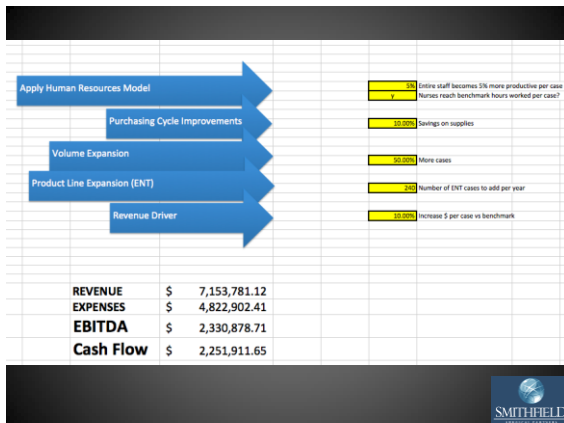 Apply Human Resources Model
5% Entire staff becomes 5% more productive per case
y Nurses reach benchmark hours worked per case?
Purchasing Cycle Improvements
10.00% Savings on supplies
Volume Expansion
50.00% More cases
Product Line Expansion (ENT)
240 Number of ENT cases to add per year
Revenue Driver
10.00% Increase $ per case vs benchmark
REVENUE $ 7,153,781.12
EXPENSES $ 4,822,902.41
EBITDA $ 2,330,878.71
Cash Flow $ 2,251,911.65
SMITHFIELD